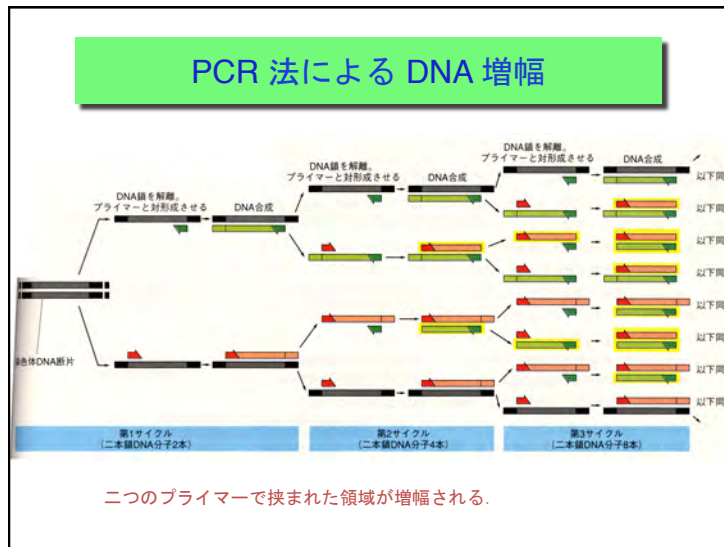 PCR 法による DNA 増幅
DNA鎖を解離。
プライマーと対形成させる
DNA合成
DNA鎖を解離。
プライマーと対形成させる
DNA合成
DNA鎖を解離。
プライマーと対形成させる
DNA合成
以下同
以下同
以下同
以下同
以下同
以下同
以下同
以下同
色体DNA断片
第1サイクル
(二本鎖DNA分子2本)
第2サイクル
(二本鎖DNA分子4本)
第3サイクル
(二本鎖DNA分子8本)
二つのプライマーで挟まれた領域が増幅される.